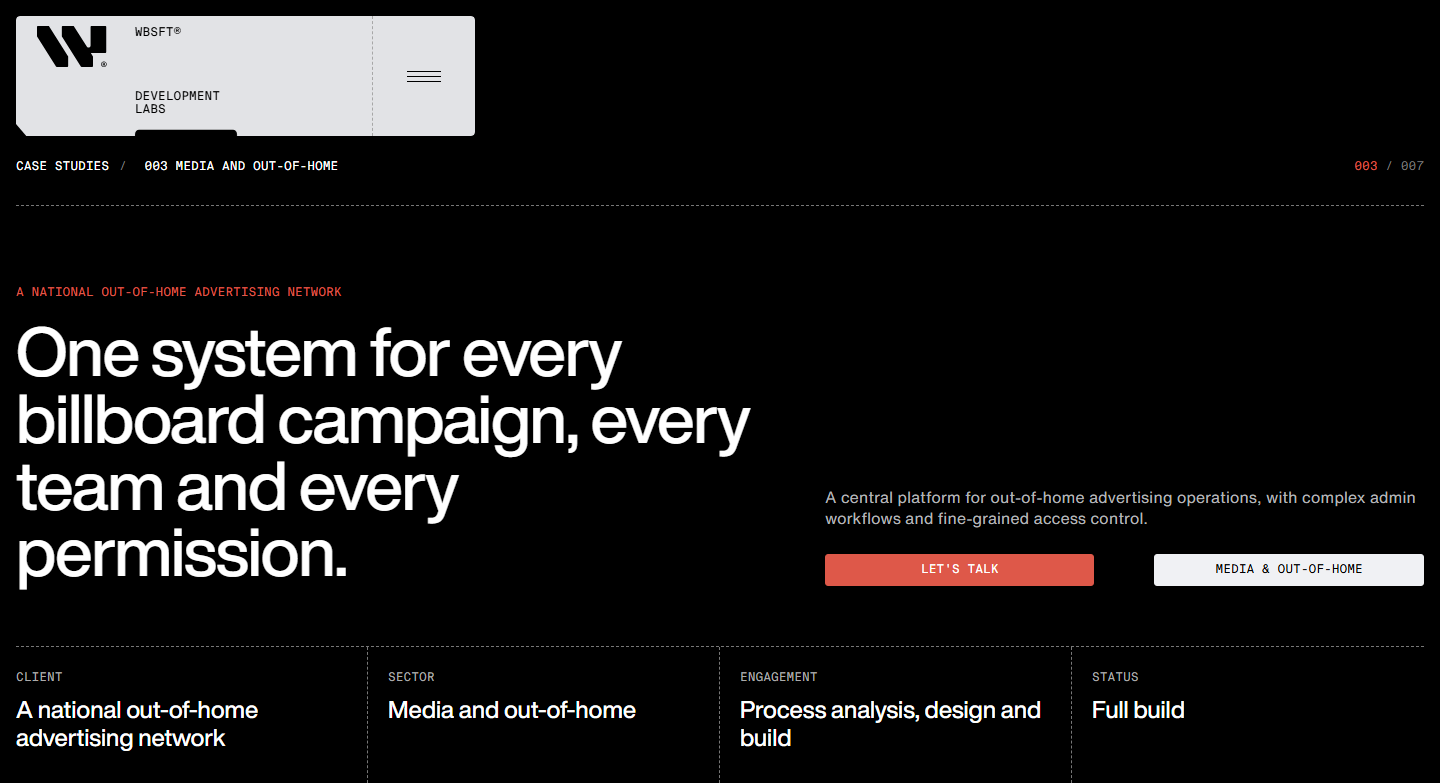 W ®
WBSFT®
DEVELOPMENT
LABS
CASE STUDIES / 003 MEDIA AND OUT-OF-HOME
003 / 007
A NATIONAL OUT-OF-HOME ADVERTISING NETWORK
One system for every
billboard campaign, every
team and every
permission.
A central platform for out-of-home advertising operations, with complex admin
workflows and fine-grained access control.
LET'S TALK
MEDIA & OUT-OF-HOME
CLIENT
A national out-of-home
advertising network
SECTOR
Media and out-of-home
ENGAGEMENT
Process analysis, design and
build
STATUS
Full build